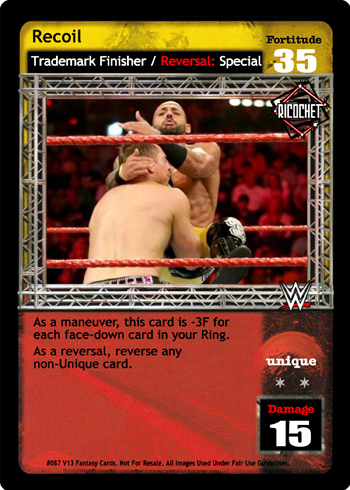 Recoil
Fortitude
35
Trademark Finisher / Reversal: Special
RICOCHET
W
As a maneuver, this card is -3F for
each face-down card in your Ring.
As a reversal, reverse any
non-Unique card.
unique
Damage
15
#087 V13 Fantasy Cards. Not For Resale. All Images Used Under Fair Use Guidelines.